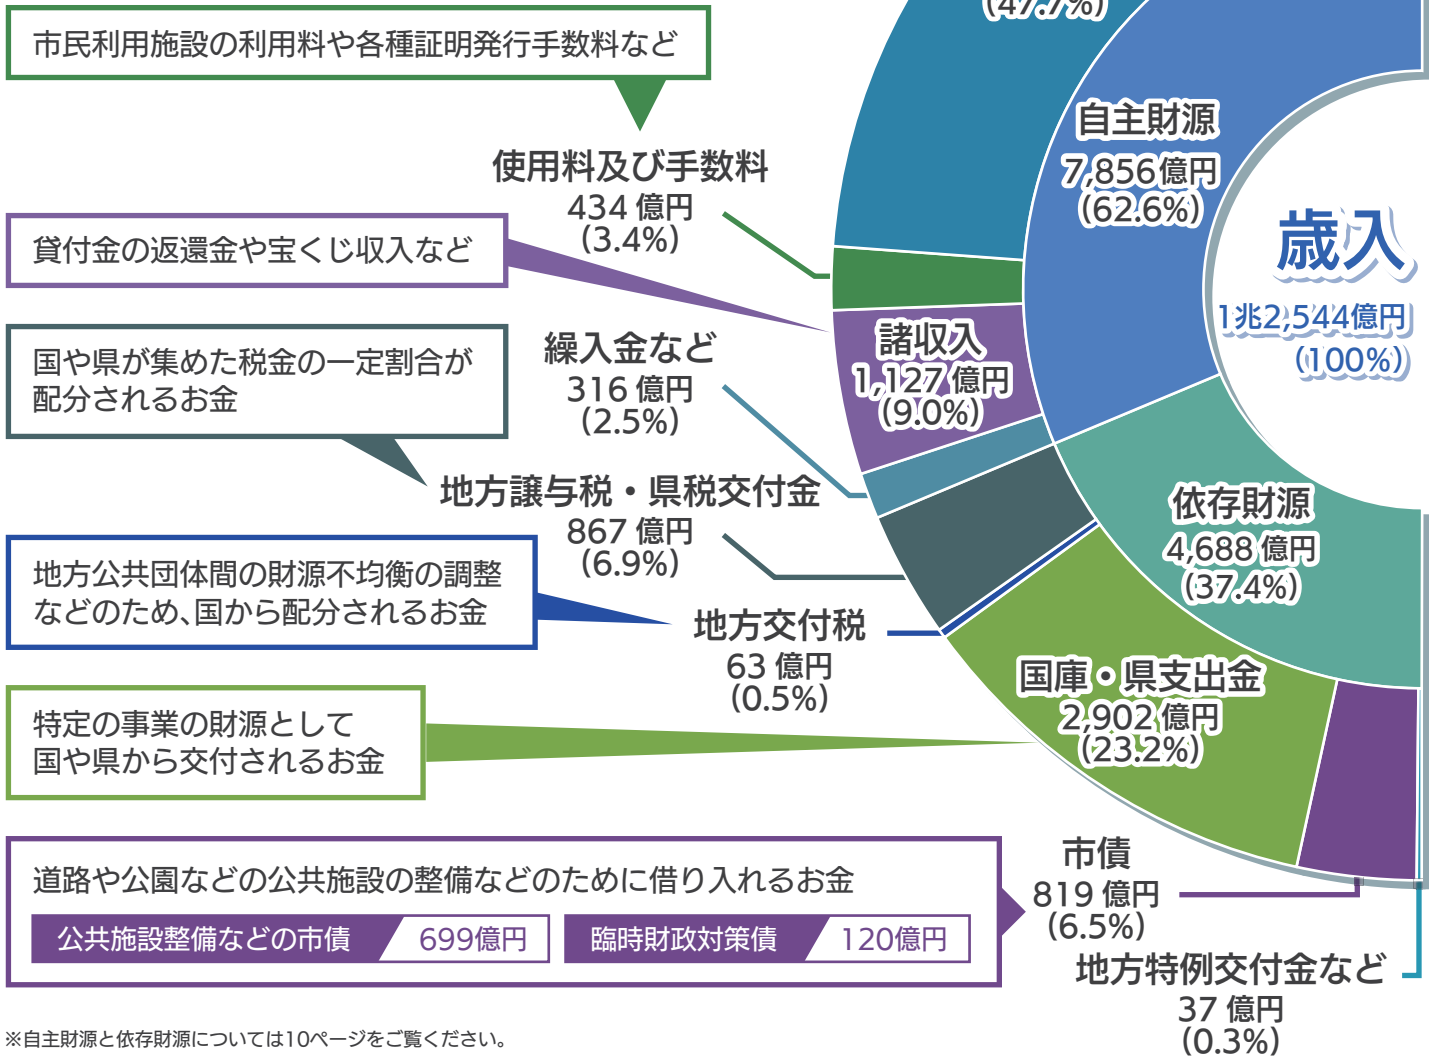 (47.7%)
市民利用施設の利用料や各種証明発行手数料など
使用料及び手数料
434 億円
(3.4%)
自主財源
7,856億円
(62.6%)
歳入
1兆2,544億円
(100%)
貸付金の返還金や宝くじ収入など
諸収入
1,127 億円
(9.0%)
国や県が集めた税金の一定割合が
配分されるお金
繰入金など
316 億円
(2.5%)
地方譲与税・県税交付金
867 億円
(6.9%)
依存財源
4,688 億円
(37.4%)
地方公共団体間の財源不均衡の調整
などのため、国から配分されるお金
地方交付税
63 億円
(0.5%)
国庫・県支出金
2,902 億円
(23.2%)
特定の事業の財源として
国や県から交付されるお金
道路や公園などの公共施設の整備などのために借り入れるお金
公共施設整備などの市債 699億円 臨時財政対策債 120億円
市債
819 億円
(6.5%)
地方特例交付金など
37 億円
(0.3%)
※自主財源と依存財源については10ページをご覧ください。